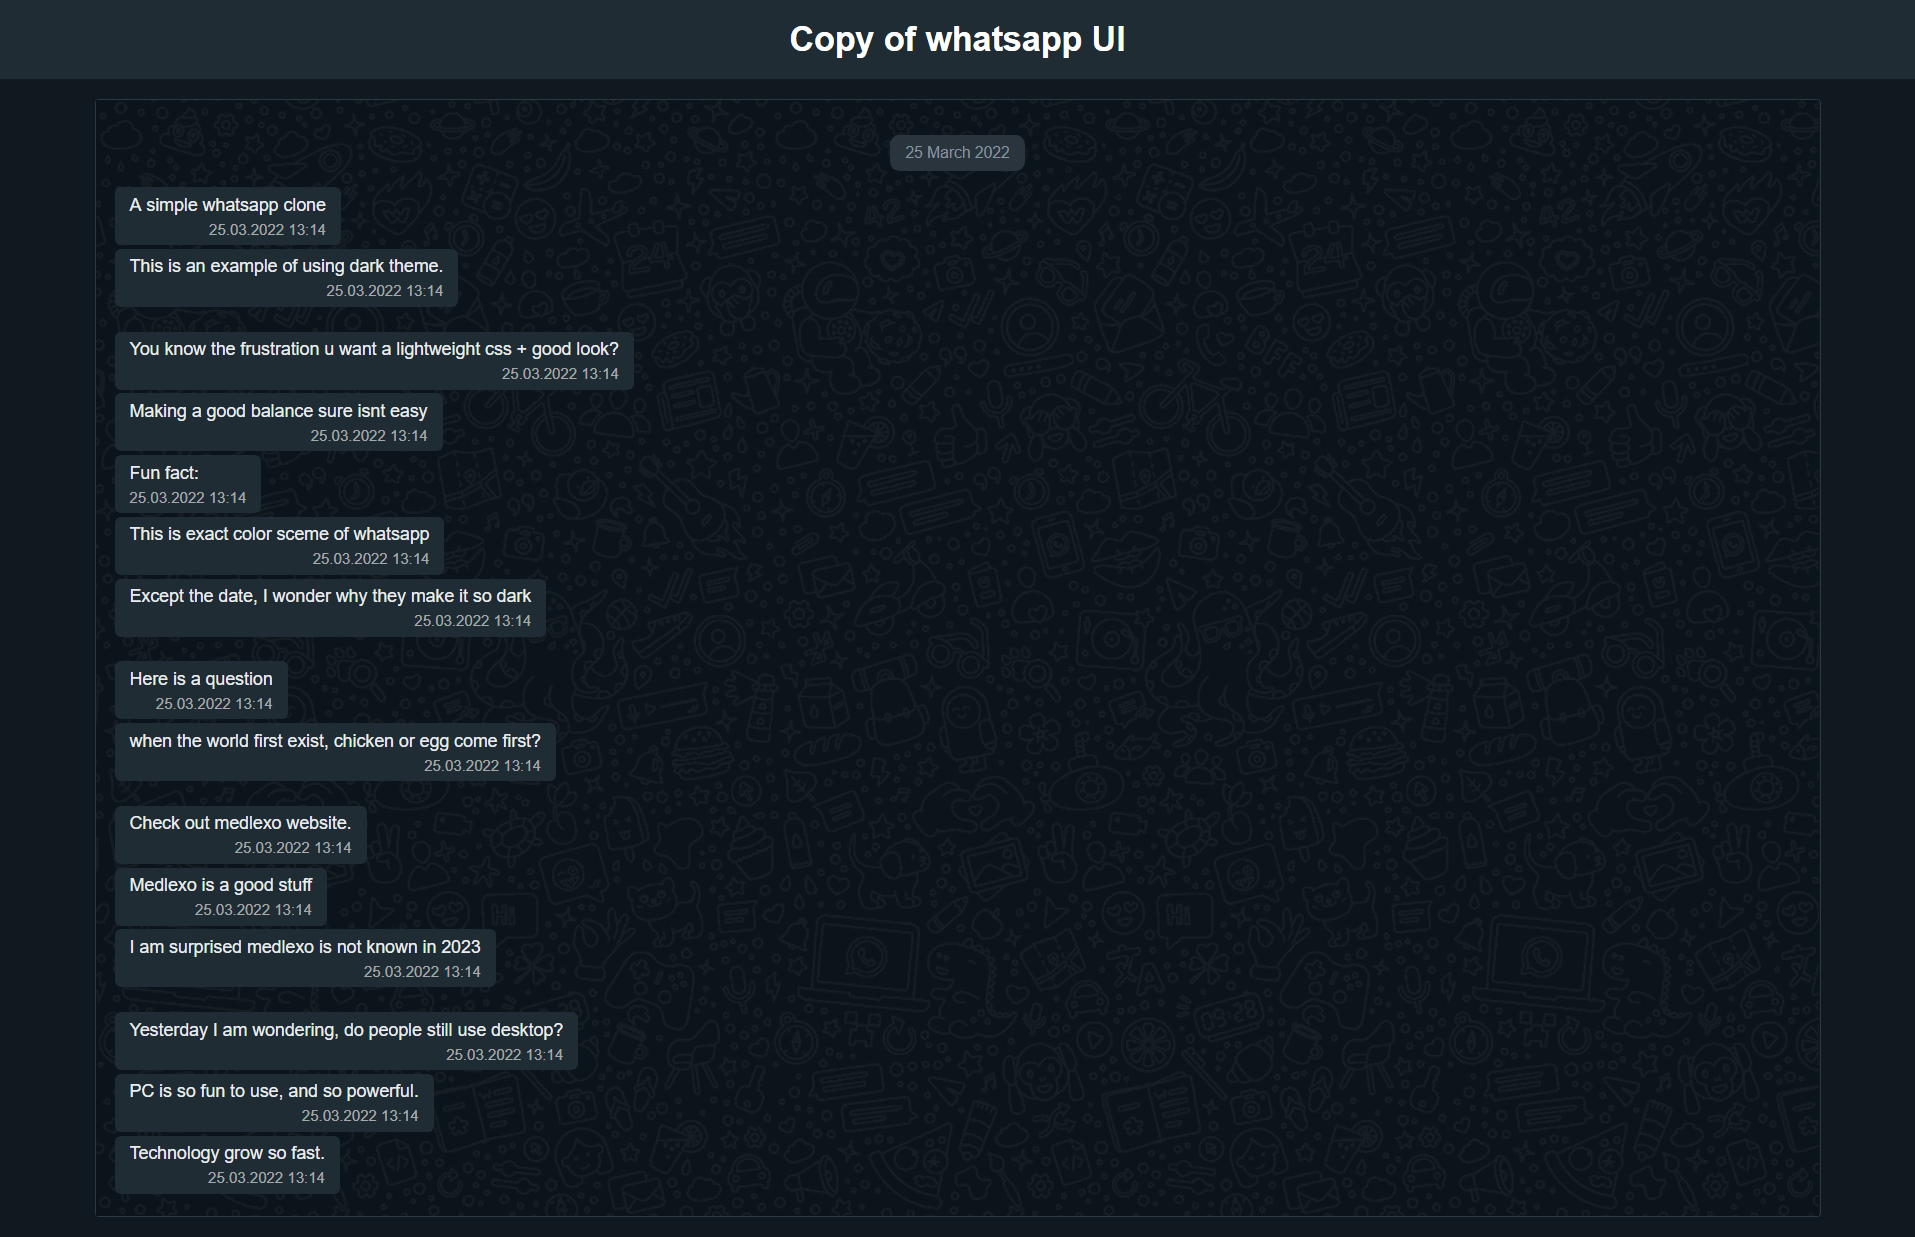 Copy of whatsapp UI
25 March 2022
A simple whatsapp clone
25.03.2022 13:14
This is an example of using dark theme.
25.03.2022 13:14
You know the frustration u want a lightweight css + good look?
25.03.2022 13:14
Making a good balance sure isnt easy
25.03.2022 13:14
Fun fact:
25.03.2022 13:14
This is exact color sceme of whatsapp
25.03.2022 13:14
Except the date, I wonder why they make it so dark
25.03.2022 13:14
Here is a question
25.03.2022 13:14
when the world first exist, chicken or egg come first?
25.03.2022 13:14
Check out medlexo website.
25.03.2022 13:14
Medlexo is a good stuff
25.03.2022 13:14
I am surprised medlexo is not known in 2023
25.03.2022 13:14
Yesterday I am wondering, do people still use desktop?
25.03.2022 13:14
PC is so fun to use, and so powerful.
25.03.2022 13:14
Technology grow so fast.
25.03.2022 13:14